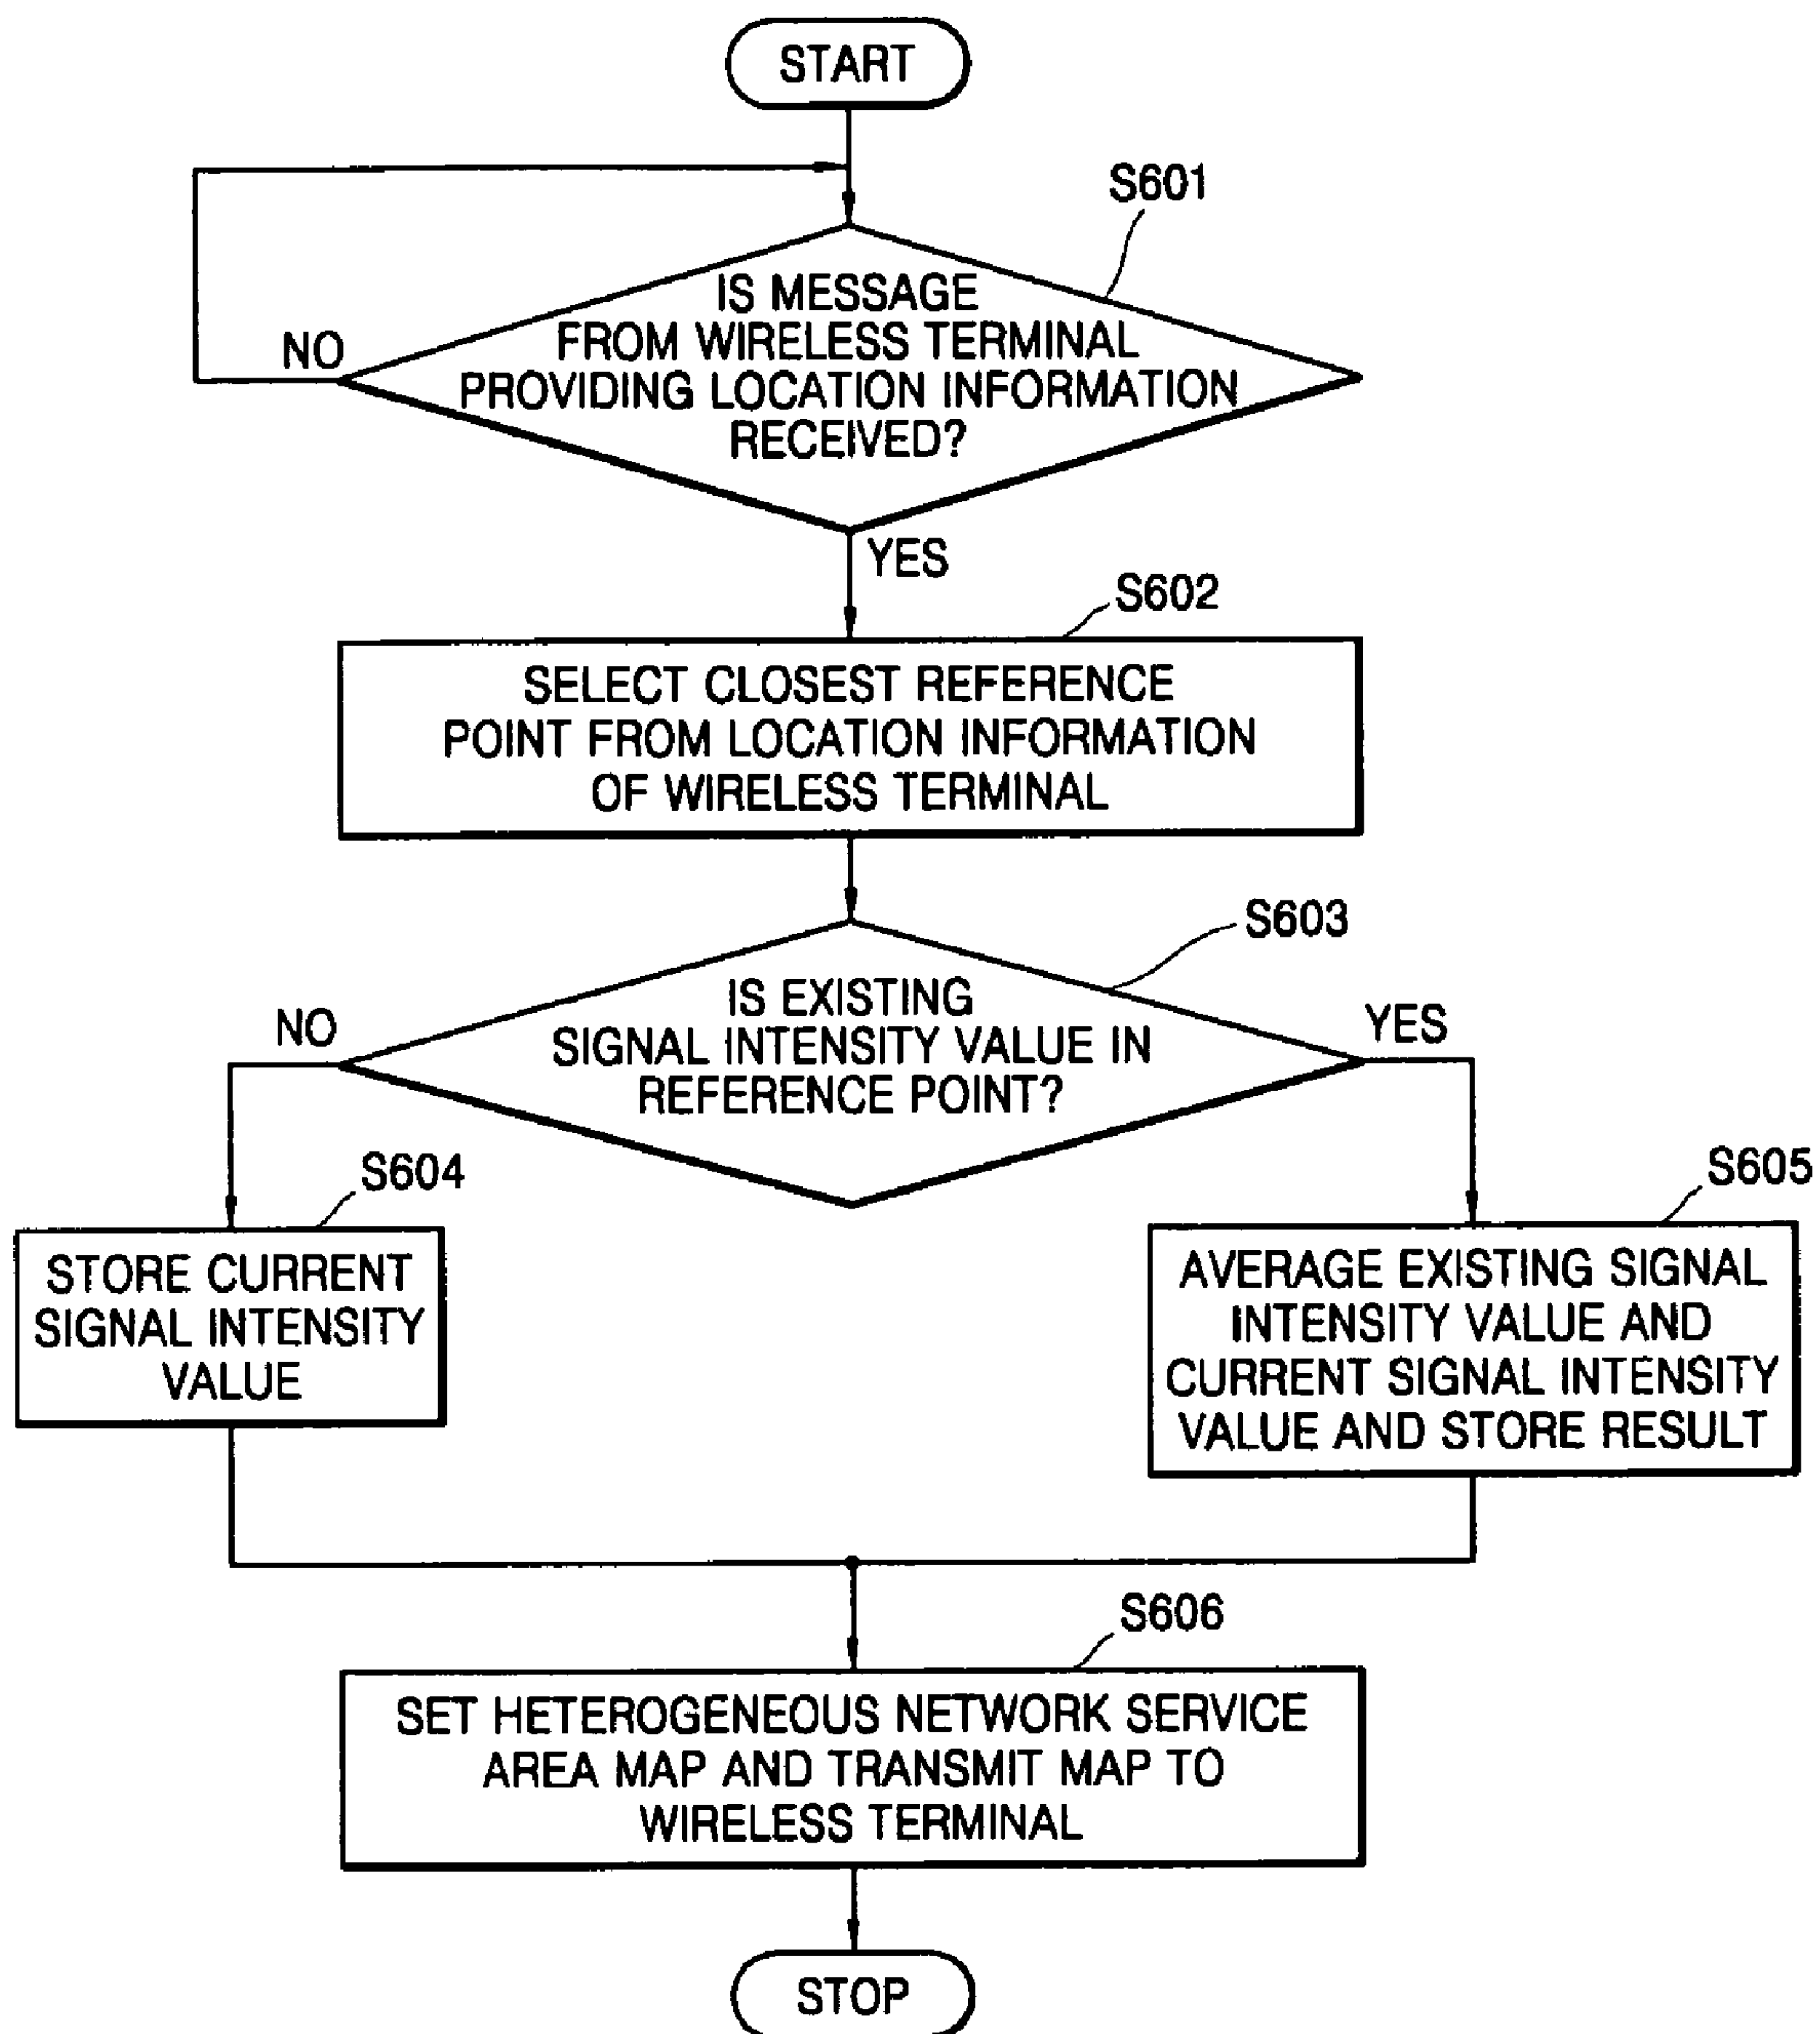 START
S601
IS MESSAGE
FROM WIRELESS TERMINAL
PROVIDING LOCATION INFORMATION
RECEIVED?
NO
YES
S602
SELECT CLOSEST REFERENCE
POINT FROM LOCATION INFORMATION
OF WIRELESS TERMINAL
S603
IS EXISTING
SIGNAL INTENSITY VALUE IN
REFERENCE POINT?
NO
YES
S604
STORE CURRENT
SIGNAL INTENSITY
VALUE
S605
AVERAGE EXISTING SIGNAL
INTENSITY VALUE AND
CURRENT SIGNAL INTENSITY
VALUE AND STORE RESULT
S606
SET HETEROGENEOUS NETWORK SERVICE
AREA MAP AND TRANSMIT MAP TO
WIRELESS TERMINAL
STOP